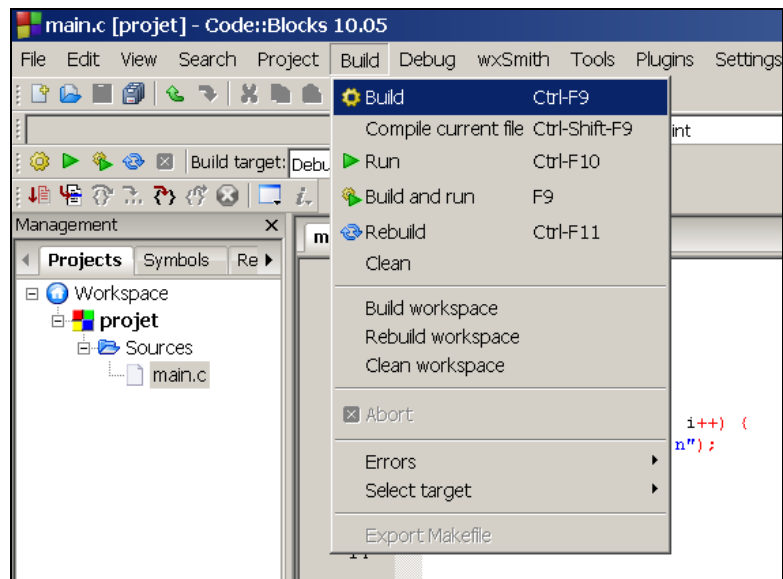 main.c [projet] - Code::Blocks 10.05
File Edit View Search Project Build Debug wxSmith Tools Plugins Settings
Build Ctrl-F9
Compile current file Ctrl-Shift-F9
int
Run Ctrl-F10
Build target: Debu
Build and run F9
Management
Rebuild Ctrl-F11
Projects Symbols Re
Clean
Workspace
Build workspace
projet
Rebuild workspace
Sources
Clean workspace
main.c
Abort
i++) {
n");
Errors
Select target
Export Makefile